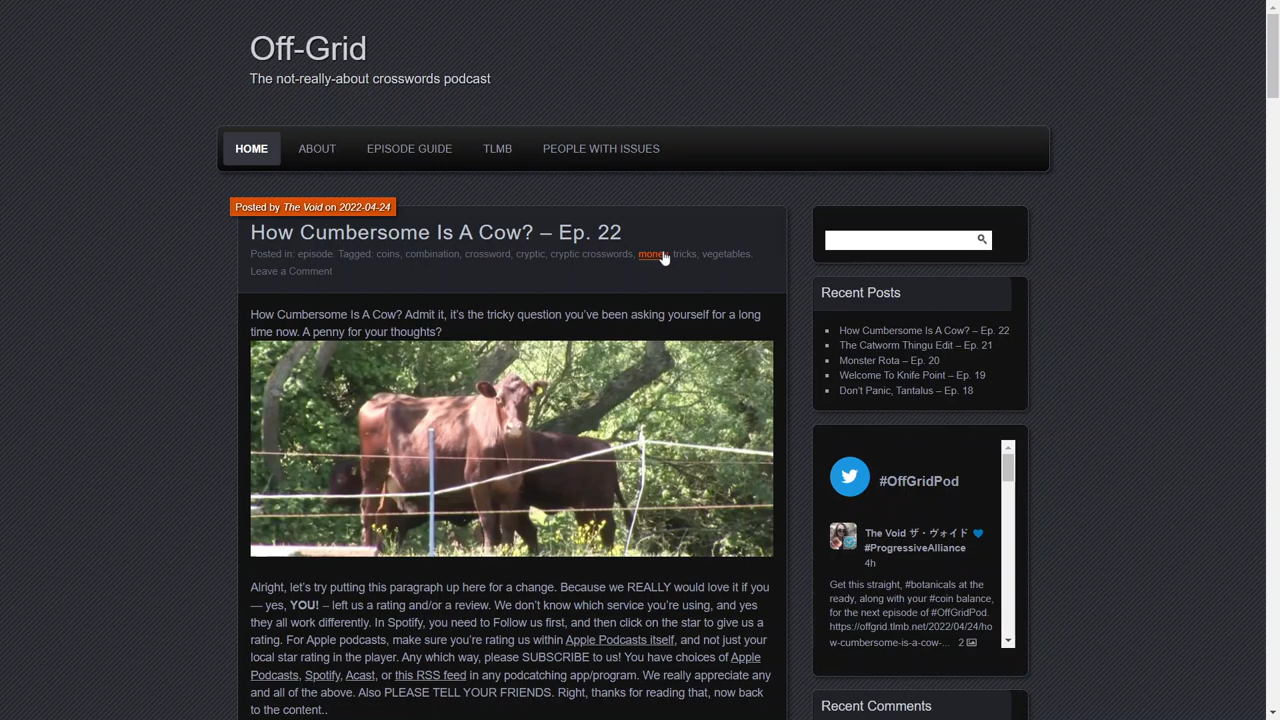 Off-Grid
The not-really-about crosswords podcast
HOME ABOUT EPISODE GUIDE TLMB PEOPLE WITH ISSUES
Posted by The Void on 2022-04-24
How Cumbersome Is A Cow? – Ep. 22
Posted in: episode. Tagged: coins, combination, crossword, cryptic, cryptic crosswords, money, tricks, vegetables.
Leave a Comment
How Cumbersome Is A Cow? Admit it, it’s the tricky question you’ve been asking yourself for a long
time now. A penny for your thoughts?
Alright, let’s try putting this paragraph up here for a change. Because we REALLY would love it if you
— yes, YOU! – left us a rating and/or a review. We don’t know which service you’re using, and yes
they all work differently. In Spotify, you need to Follow us first, and then click on the star to give us a
rating. For Apple podcasts, make sure you’re rating us within Apple Podcasts itself, and not just your
local star rating in the player. Any which way, please SUBSCRIBE to us! You have choices of Apple
Podcasts, Spotify, Acast, or this RSS feed in any podcatching app/program. We really appreciate any
and all of the above. Also PLEASE TELL YOUR FRIENDS. Right, thanks for reading that, now back
to the content..
Recent Posts
How Cumbersome Is A Cow? – Ep. 22
The Catworm Thingu Edit – Ep. 21
Monster Rota – Ep. 20
Welcome To Knife Point – Ep. 19
Don’t Panic, Tantalus – Ep. 18
#OffGridPod
The Void ザ・ヴォイド 💙
#ProgressiveAlliance
4h
Get this straight, #botanicals at the
ready, along with your #coin balance,
for the next episode of #OffGridPod.
https://offgrid.tlmb.net/2022/04/24/ho
w-cumbersome-is-a-cow-... 2
Recent Comments